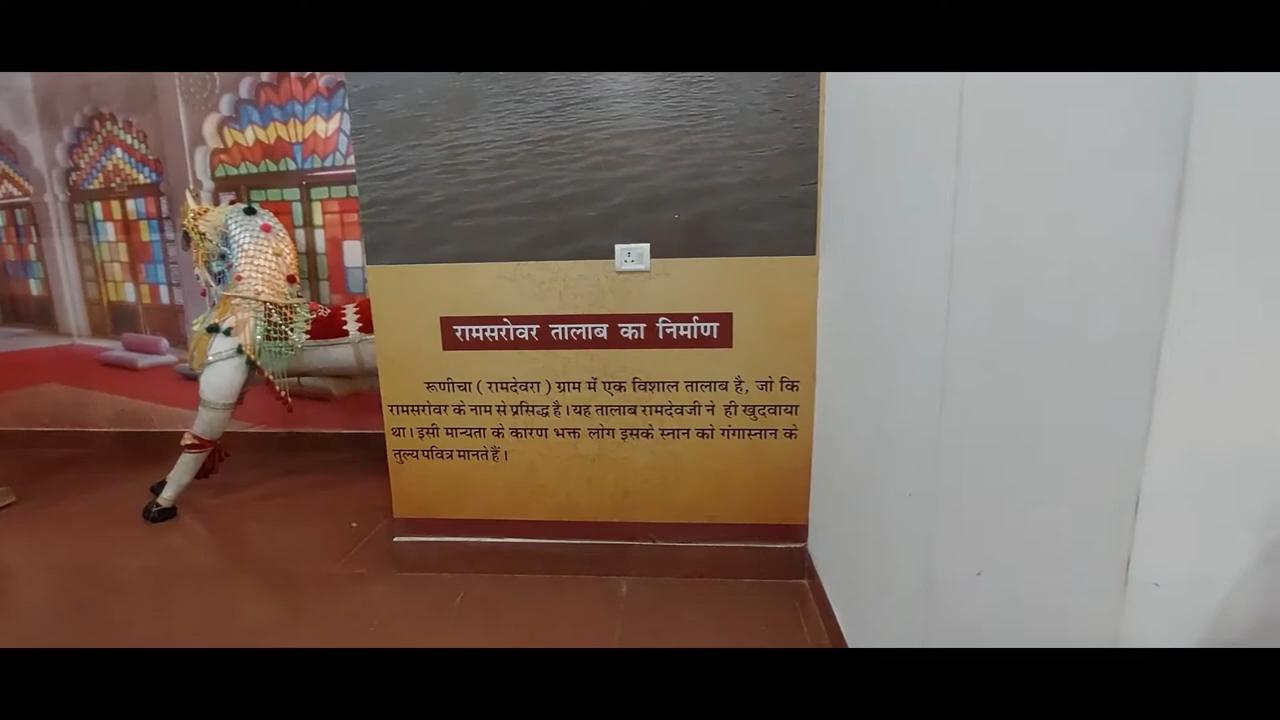 रामसरोवर तालाब का निर्माण
रूणीचा ( रामदेवरा ) ग्राम में एक विशाल तालाब है, जो कि
रामसरोवर के नाम से प्रसिद्ध है। यह तालाब रामदेवजी ने ही खुदवाया
था। इसी मान्यता के कारण भक्त लोग इसके स्नान को गंगास्नान के
तुल्य पवित्र मानते हैं।